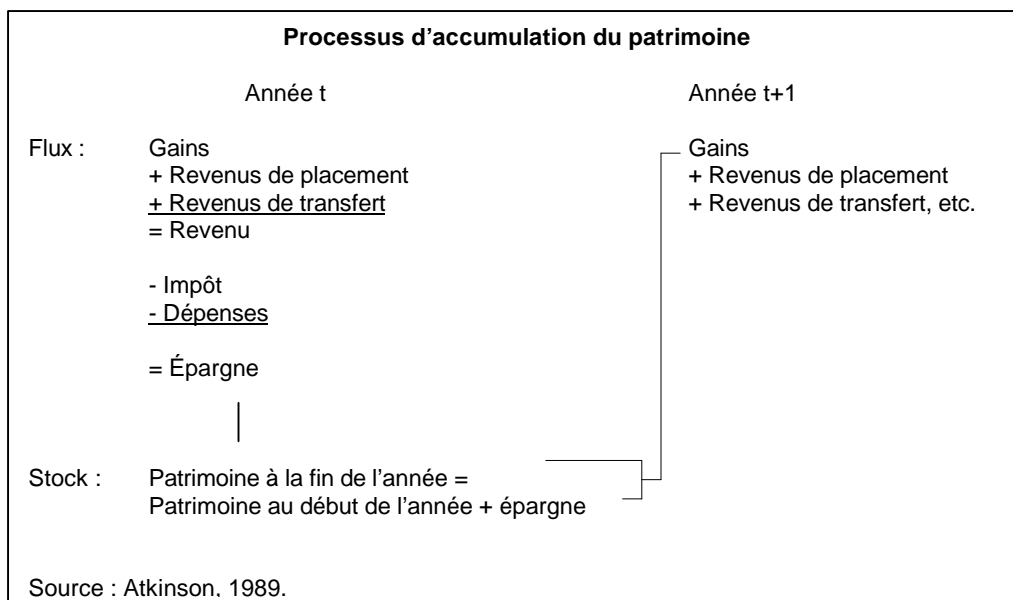 Processus d’accumulation du patrimoine
Année t Année t+1
Flux : Gains Gains
+ Revenus de placement + Revenus de placement
+ Revenus de transfert + Revenus de transfert, etc.
= Revenu
- Impôt
- Dépenses
= Épargne
Stock : Patrimoine à la fin de l’année =
Patrimoine au début de l’année + épargne
Source : Atkinson, 1989.